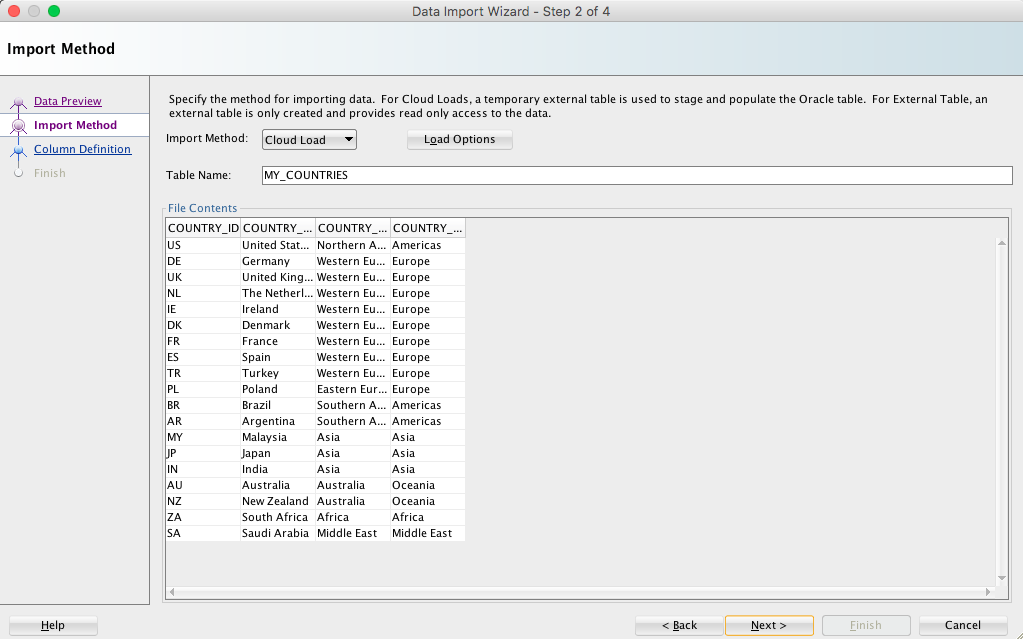 Data Import Wizard - Step 2 of 4
Import Method
Data Preview
Import Method
Column Definition
Finish
Specify the method for importing data. For Cloud Loads, a temporary external table is used to stage and populate the Oracle table. For External Table, an
external table is only created and provides read only access to the data.
Import Method: Cloud Load Load Options
Table Name: MY_COUNTRIES
File Contents
COUNTRY_ID COUNTRY_... COUNTRY_... COUNTRY_...
US United Stat... Northern A... Americas
DE Germany Western Eu... Europe
UK United King... Western Eu... Europe
NL The Netherl... Western Eu... Europe
IE Ireland Western Eu... Europe
DK Denmark Western Eu... Europe
FR France Western Eu... Europe
ES Spain Western Eu... Europe
TR Turkey Western Eu... Europe
PL Poland Eastern Eur... Europe
BR Brazil Southern A... Americas
AR Argentina Southern A... Americas
MY Malaysia Asia Asia
JP Japan Asia Asia
IN India Asia Asia
AU Australia Australia Oceania
NZ New Zealand Australia Oceania
ZA South Africa Africa Africa
SA Saudi Arabia Middle East Middle East
Help < Back Next > Finish Cancel